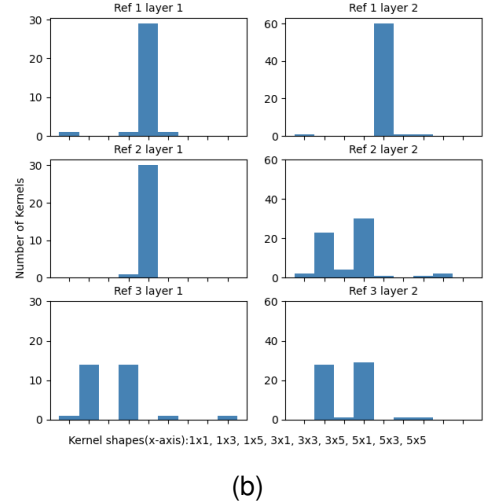 Ref 1 layer 1 Ref 1 layer 2
30 60
20 40
10 20
0 0
Ref 2 layer 1 Ref 2 layer 2
30 60
20 40
10 20
0 0
Number of Kernels
Ref 3 layer 1 Ref 3 layer 2
30 60
20 40
10 20
0 0
Kernel shapes(x-axis):1x1, 1x3, 1x5, 3x1, 3x3, 3x5, 5x1, 5x3, 5x5
(b)